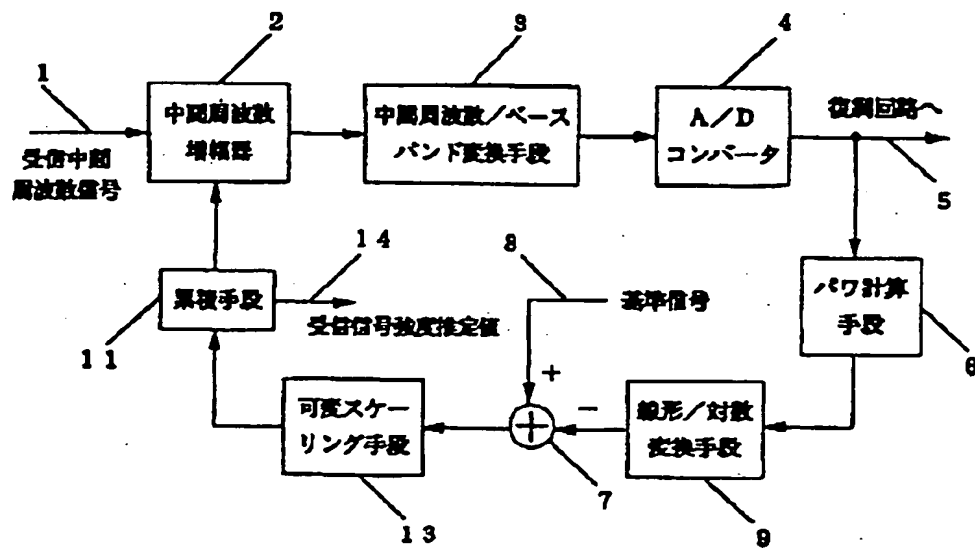 1
2
3
4
受信中間
周波数信号
中間周波数
増幅器
中間周波数／ベース
バンド変換手段
A／D
コンバータ
復調回路へ
5
14
8
累積手段
11
受信信号強度推定値
基準信号
パワ計算
手段
6
+
−
可変スケー
リング手段
13
7
線形／対数
変換手段
9